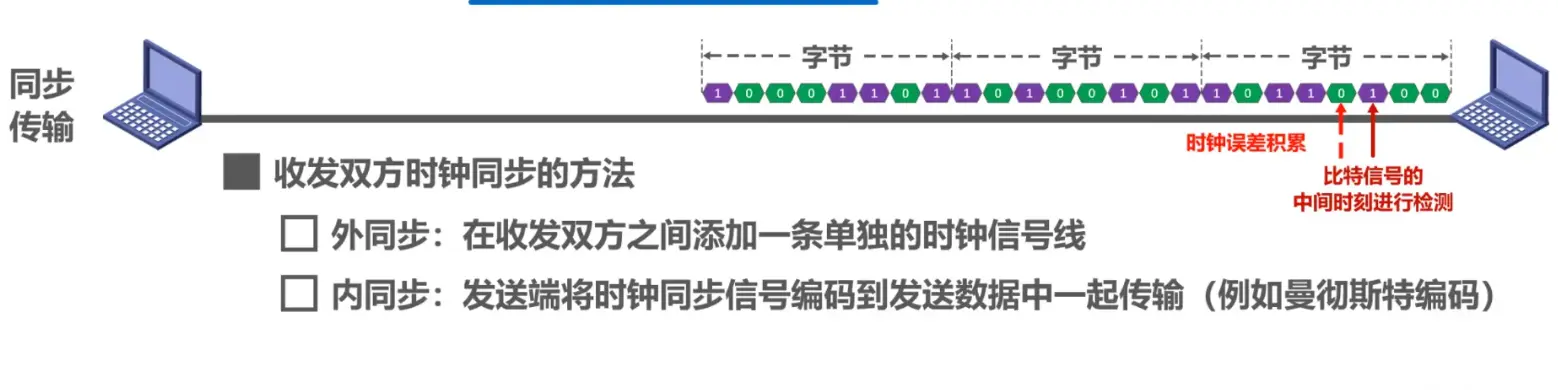 字节 字节 字节
同步
传输
1 0 0 0 1 1 0 1 1 0 1 0 0 1 0 1 1 0 1 1 0 1 0 0
时钟误差积累
比特信号的
中间时刻进行检测
收发双方时钟同步的方法
外同步：在收发双方之间添加一条单独的时钟信号线
内同步：发送端将时钟同步信号编码到发送数据中一起传输（例如曼彻斯特编码）